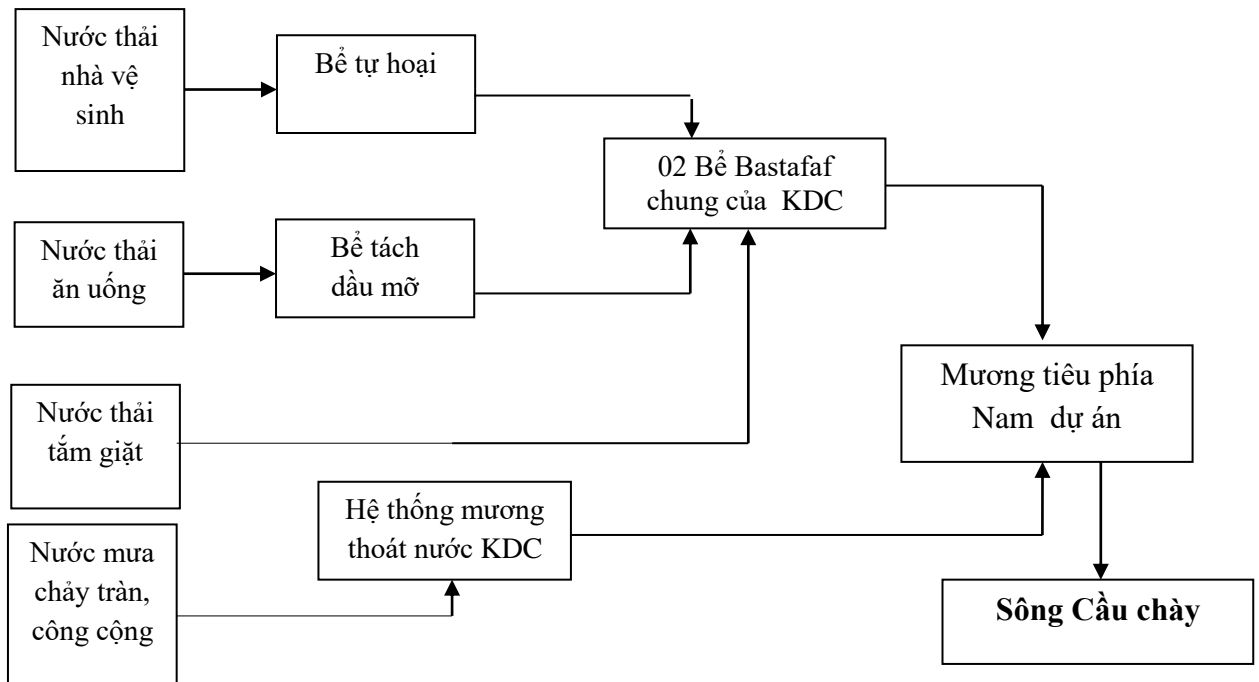 Nước thải
nhà vệ
sinh
Bể tự hoại
02 Bể Bastafaf
chung của KDC
Nước thải
ăn uống
Bể tách
dầu mỡ
Mương tiêu phía
Nam dự án
Nước thải
tắm giặt
Hệ thống mương
thoát nước KDC
Nước mưa
chảy tràn,
công cộng
Sông Cầu chày